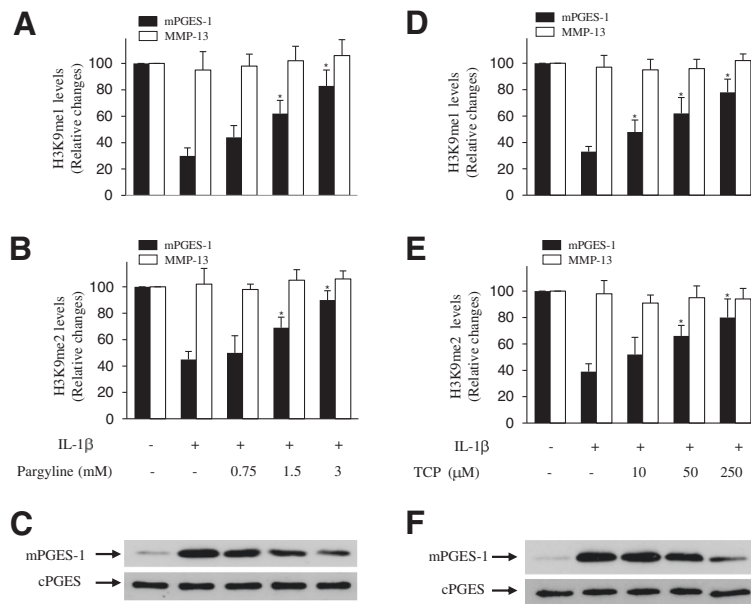 A
mPGES-1
MMP-13
H3K9me1 levels
(Relative changes)
100
80
60
40
20
0
* *
B
mPGES-1
MMP-13
H3K9me2 levels
(Relative changes)
100
80
60
40
20
0
* *
IL-1β - + + + +
Pargyline (mM) - - 0.75 1.5 3
C
mPGES-1
cPGES
D
mPGES-1
MMP-13
H3K9me1 levels
(Relative changes)
100
80
60
40
20
0
* * *
E
mPGES-1
MMP-13
H3K9me2 levels
(Relative changes)
100
80
60
40
20
0
* *
IL-1β - + + + +
TCP (μM) - - 10 50 250
F
mPGES-1
cPGES